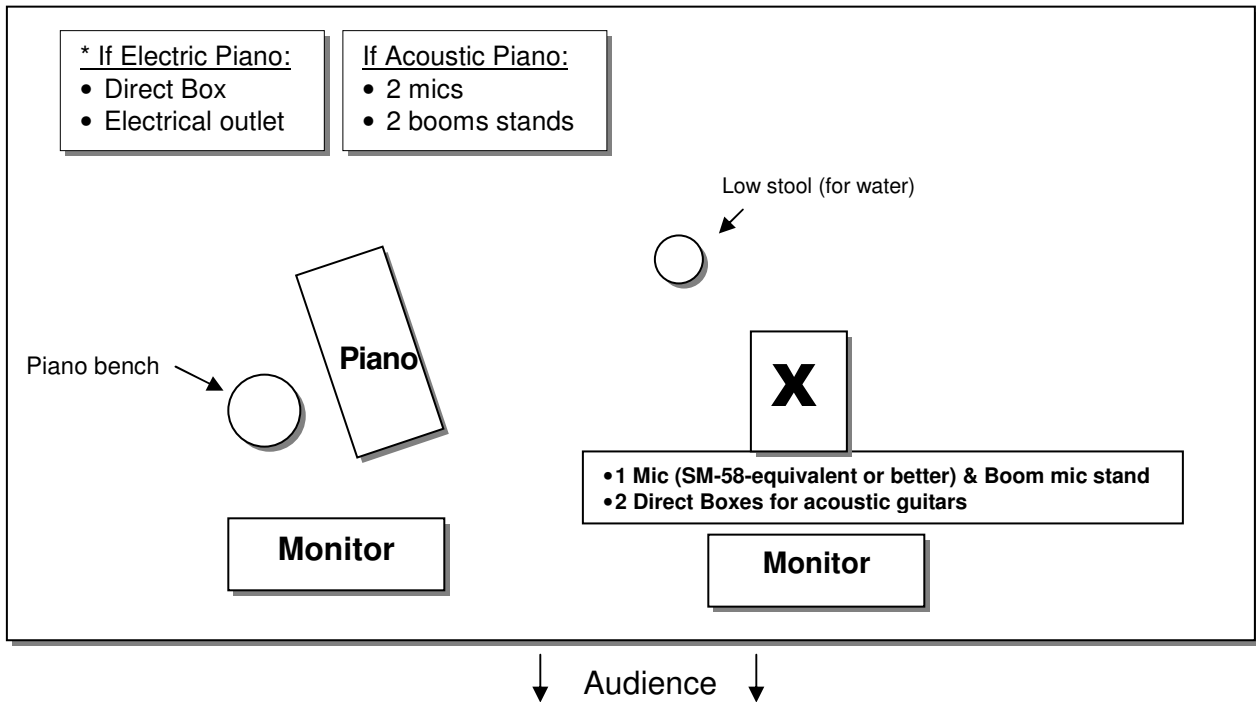 * If Electric Piano:
• Direct Box
• Electrical outlet
If Acoustic Piano:
• 2 mics
• 2 booms stands
Low stool (for water)
Piano bench
Piano
X
•1 Mic (SM-58-equivalent or better) & Boom mic stand
•2 Direct Boxes for acoustic guitars
Monitor
Monitor
Audience